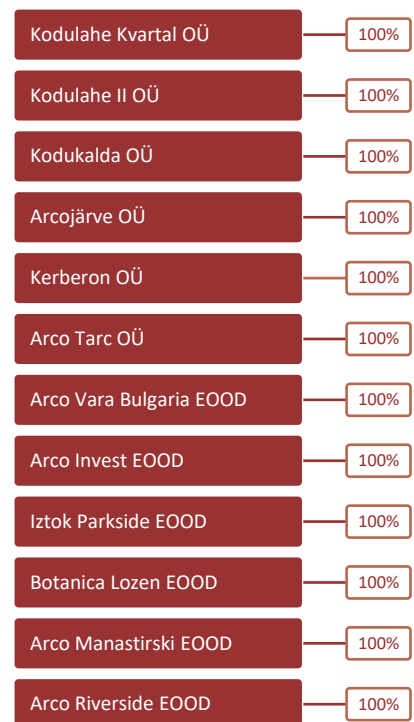 Kodulahe Kvartal OÜ 100%
Kodulahe II OÜ 100%
Kodukalda OÜ 100%
Arcojärve OÜ 100%
Kerberon OÜ 100%
Arco Tarc OÜ 100%
Arco Vara Bulgaria EOOD 100%
Arco Invest EOOD 100%
Iztok Parkside EOOD 100%
Botanica Lozen EOOD 100%
Arco Manastirski EOOD 100%
Arco Riverside EOOD 100%